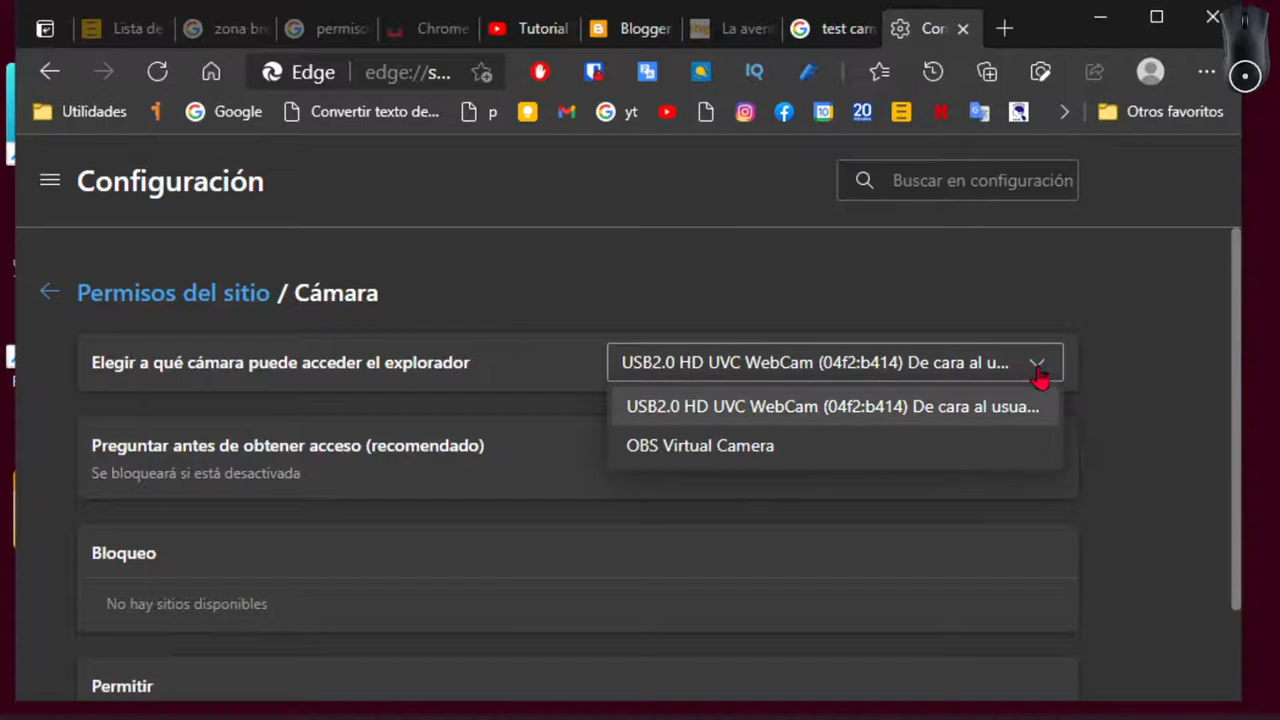 Lista de
zona bre
permiso
Chrome
Tutorial
Blogger
La aven
test cam
Con
Edge
edge://s...
IQ
Utilidades
Google
Convertir texto de...
p
yt
20
Otros favoritos
Configuración
Buscar en configuración
Permisos del sitio / Cámara
Elegir a qué cámara puede acceder el explorador
USB2.0 HD UVC WebCam (04f2:b414) De cara al u...
USB2.0 HD UVC WebCam (04f2:b414) De cara al usua...
Preguntar antes de obtener acceso (recomendado)
OBS Virtual Camera
Se bloqueará si está desactivada
Bloqueo
No hay sitios disponibles
Permitir